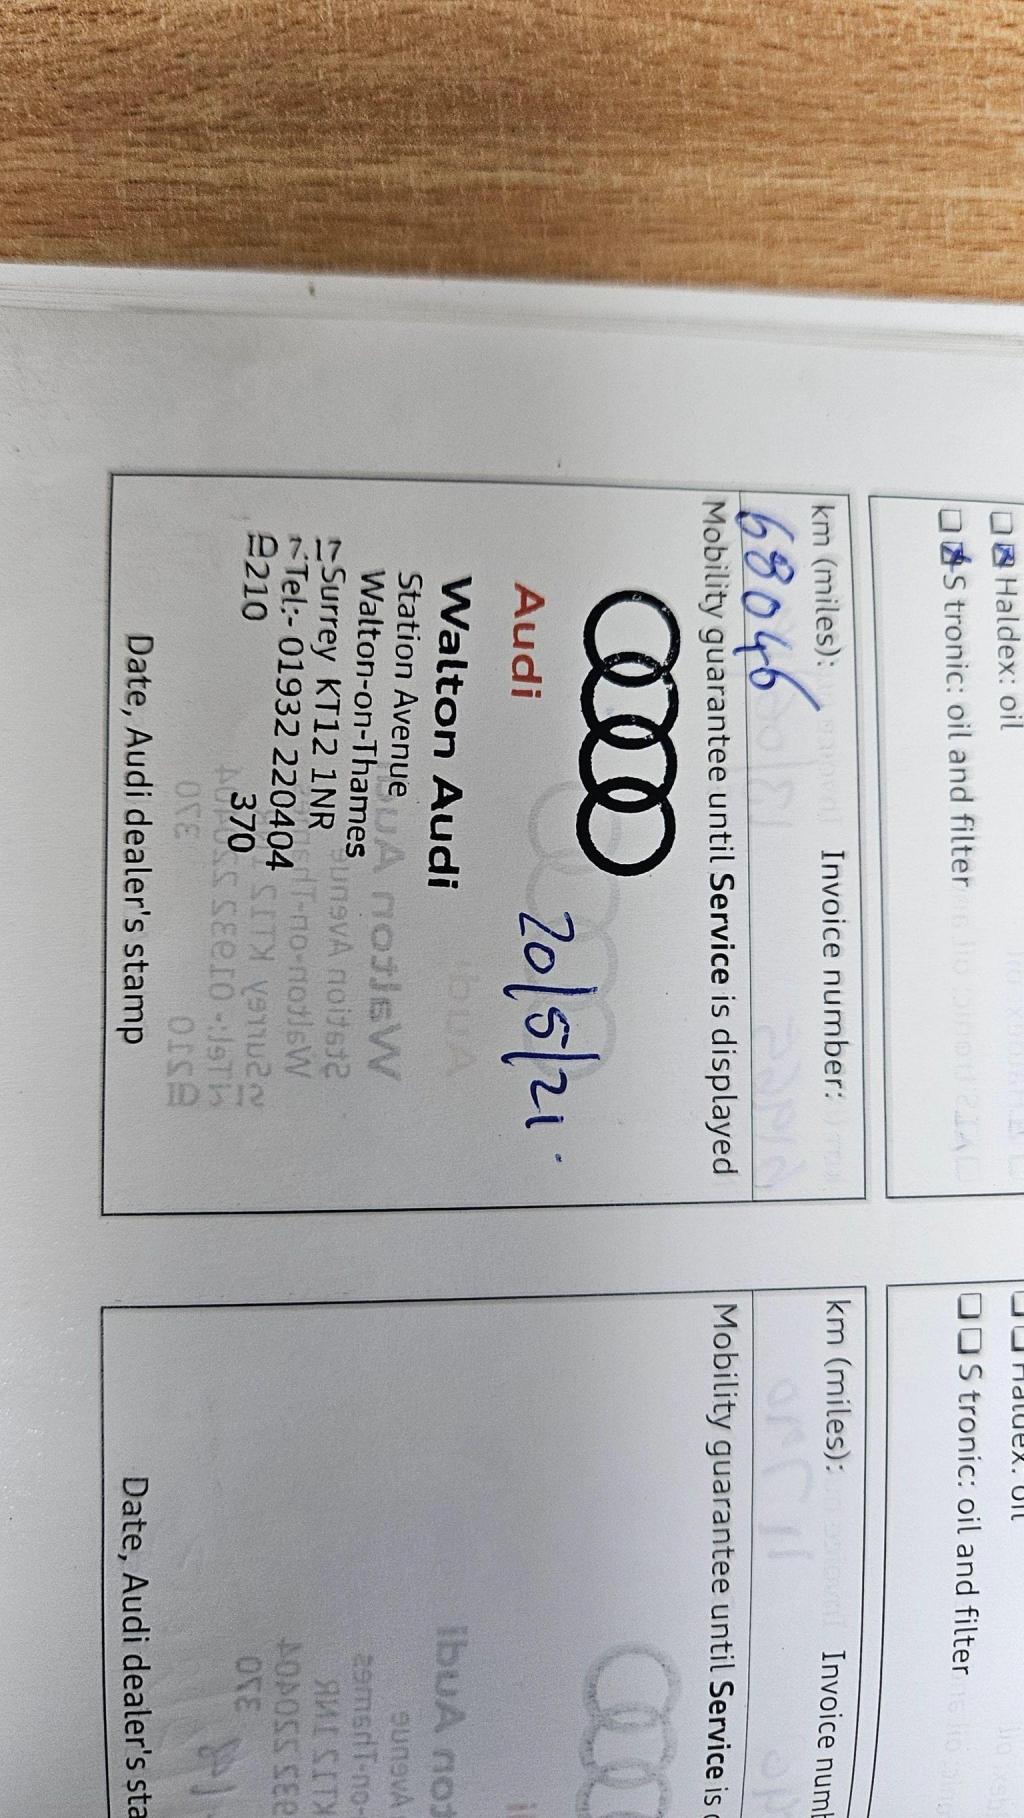 Haldex: oil
S tronic: oil and filter
km (miles): Invoice number:
68046
Mobility guarantee until Service is displayed
20/5/21
Audi
Walton Audi
Station Avenue
Walton-on-Thames
Surrey KT12 1NR
Tel:- 01932 220404
210 370
Date, Audi dealer's stamp
Haldex: oil
S tronic: oil and filter
km (miles): Invoice numb
Mobility guarantee until Service is
Date, Audi dealer's sta